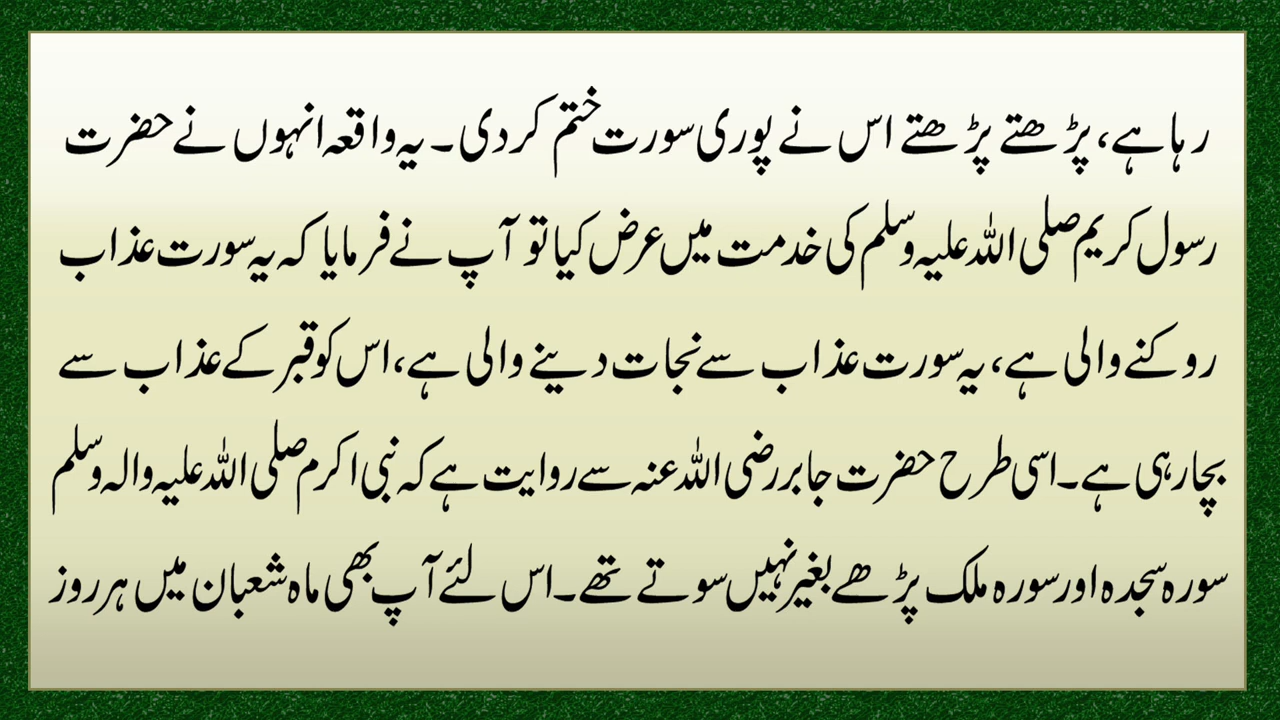 رہا ہے، پڑھتے پڑھتے اس نے پوری سورت ختم کردی۔ یہ واقعہ انہوں نے حضرت
رسول کریم صلی اللہ علیہ وسلم کی خدمت میں عرض کیا تو آپ نے فرمایا کہ یہ سورت عذاب
روکنے والی ہے، یہ سورت عذاب سے نجات دینے والی ہے، اس کو قبر کے عذاب سے
بچا رہی ہے۔ اسی طرح حضرت جابر رضی اللہ عنہ سے روایت ہے کہ نبی اکرم صلی اللہ علیہ والہ وسلم
سورہ سجدہ اور سورہ ملک پڑھے بغیر نہیں سوتے تھے۔ اس لئے آپ بھی ماہ شعبان میں ہر روز